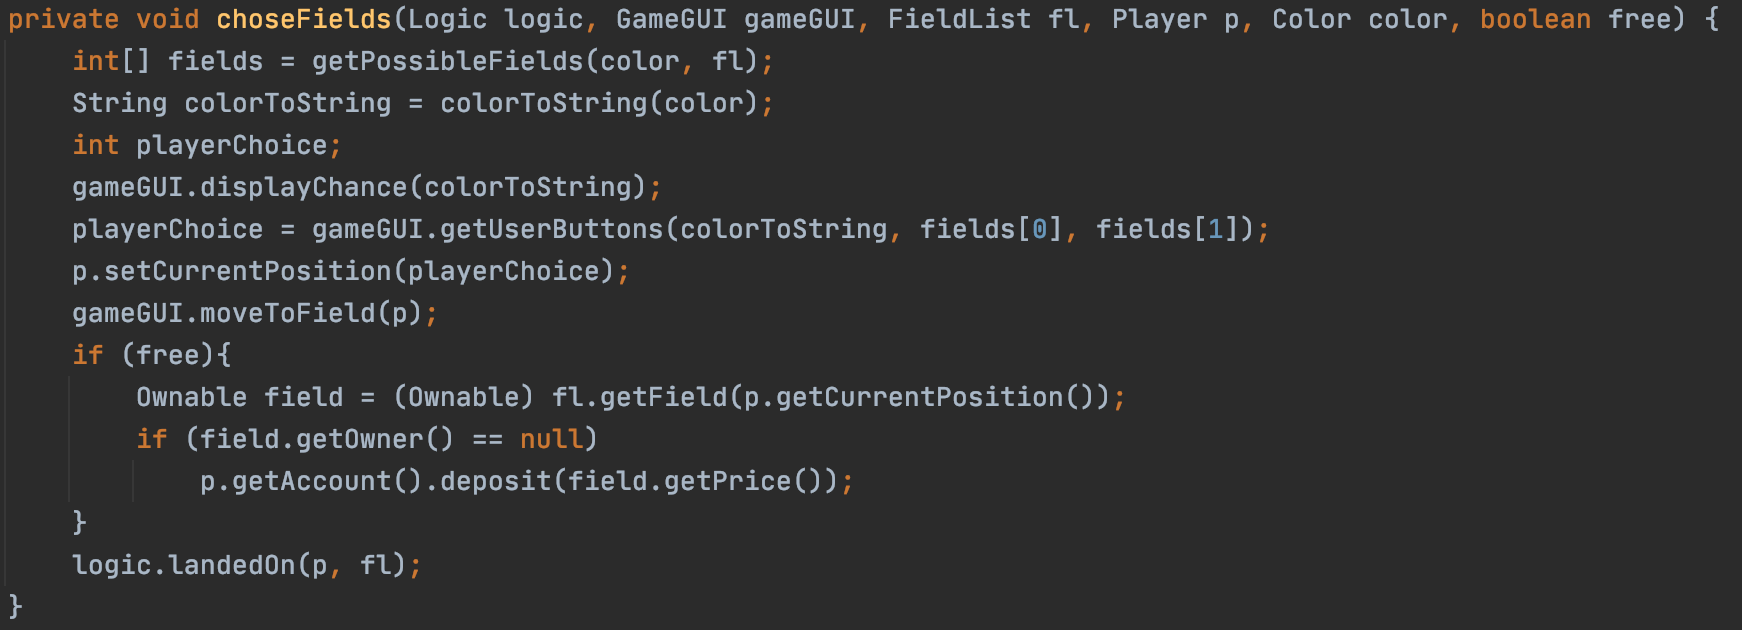 private void choseFields(Logic logic, GameGUI gameGUI, FieldList fl, Player p, Color color, boolean free) {
    int[] fields = getPossibleFields(color, fl);
    String colorToString = colorToString(color);
    int playerChoice;
    gameGUI.displayChance(colorToString);
    playerChoice = gameGUI.getUserButtons(colorToString, fields[0], fields[1]);
    p.setCurrentPosition(playerChoice);
    gameGUI.moveToField(p);
    if (free){
        Ownable field = (Ownable) fl.getField(p.getCurrentPosition());
        if (field.getOwner() == null)
            p.getAccount().deposit(field.getPrice());
    }
    logic.landedOn(p, fl);
}